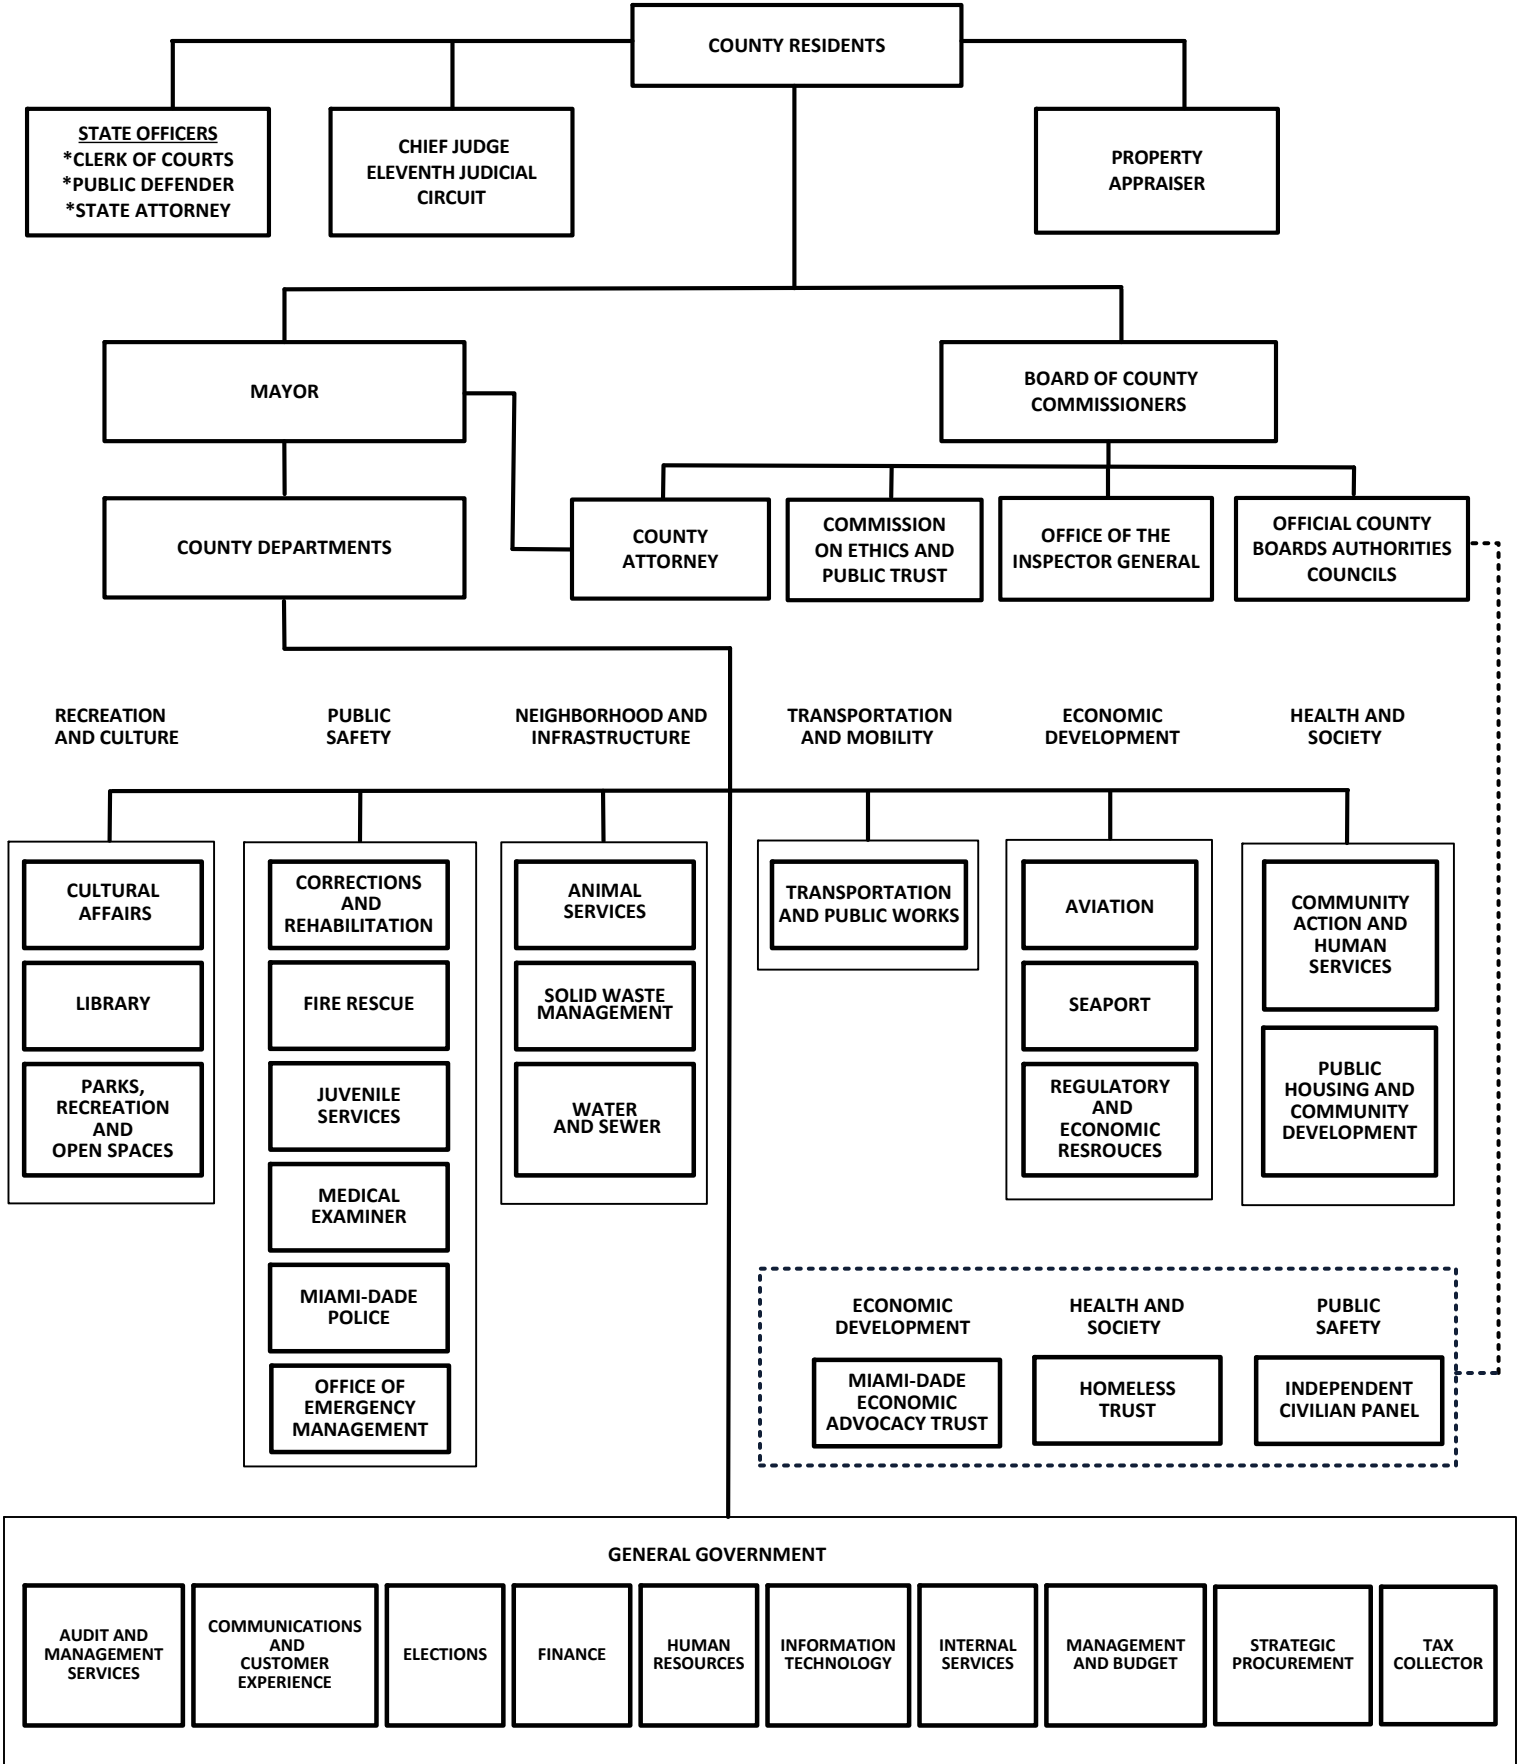 COUNTY RESIDENTS
STATE OFFICERS
*CLERK OF COURTS
*PUBLIC DEFENDER
*STATE ATTORNEY
CHIEF JUDGE
ELEVENTH JUDICIAL
CIRCUIT
PROPERTY
APPRAISER
MAYOR
BOARD OF COUNTY
COMMISSIONERS
COUNTY DEPARTMENTS
COUNTY
ATTORNEY
COMMISSION
ON ETHICS AND
PUBLIC TRUST
OFFICE OF THE
INSPECTOR GENERAL
OFFICIAL COUNTY
BOARDS AUTHORITIES
COUNCILS
RECREATION
AND CULTURE
PUBLIC
SAFETY
NEIGHBORHOOD AND
INFRASTRUCTURE
TRANSPORTATION
AND MOBILITY
ECONOMIC
DEVELOPMENT
HEALTH AND
SOCIETY
CULTURAL
AFFAIRS
LIBRARY
PARKS,
RECREATION
AND
OPEN SPACES
CORRECTIONS
AND
REHABILITATION
FIRE RESCUE
JUVENILE
SERVICES
MEDICAL
EXAMINER
MIAMI-DADE
POLICE
OFFICE OF
EMERGENCY
MANAGEMENT
ANIMAL
SERVICES
SOLID WASTE
MANAGEMENT
WATER
AND SEWER
TRANSPORTATION
AND PUBLIC WORKS
AVIATION
SEAPORT
REGULATORY
AND
ECONOMIC
RESROUCES
COMMUNITY
ACTION AND
HUMAN
SERVICES
PUBLIC
HOUSING AND
COMMUNITY
DEVELOPMENT
ECONOMIC
DEVELOPMENT
HEALTH AND
SOCIETY
PUBLIC
SAFETY
MIAMI-DADE
ECONOMIC
ADVOCACY TRUST
HOMELESS
TRUST
INDEPENDENT
CIVILIAN PANEL
GENERAL GOVERNMENT
AUDIT AND
MANAGEMENT
SERVICES
COMMUNICATIONS
AND
CUSTOMER
EXPERIENCE
ELECTIONS
FINANCE
HUMAN
RESOURCES
INFORMATION
TECHNOLOGY
INTERNAL
SERVICES
MANAGEMENT
AND BUDGET
STRATEGIC
PROCUREMENT
TAX
COLLECTOR